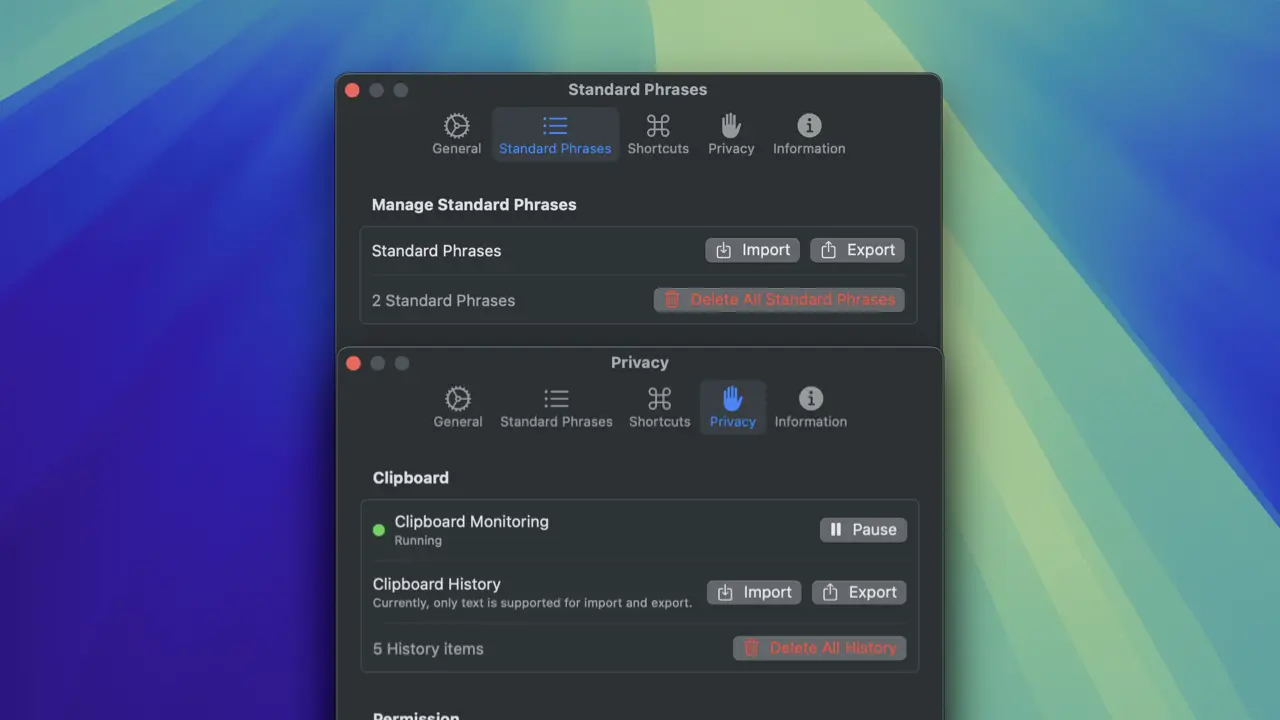 Standard Phrases
General Standard Phrases Shortcuts Privacy Information
Manage Standard Phrases
Standard Phrases Import Export
2 Standard Phrases Delete All Standard Phrases
Privacy
General Standard Phrases Shortcuts Privacy Information
Clipboard
Clipboard Monitoring
Running
Pause
Clipboard History
Currently, only text is supported for import and export.
Import Export
5 History items Delete All History
Permission